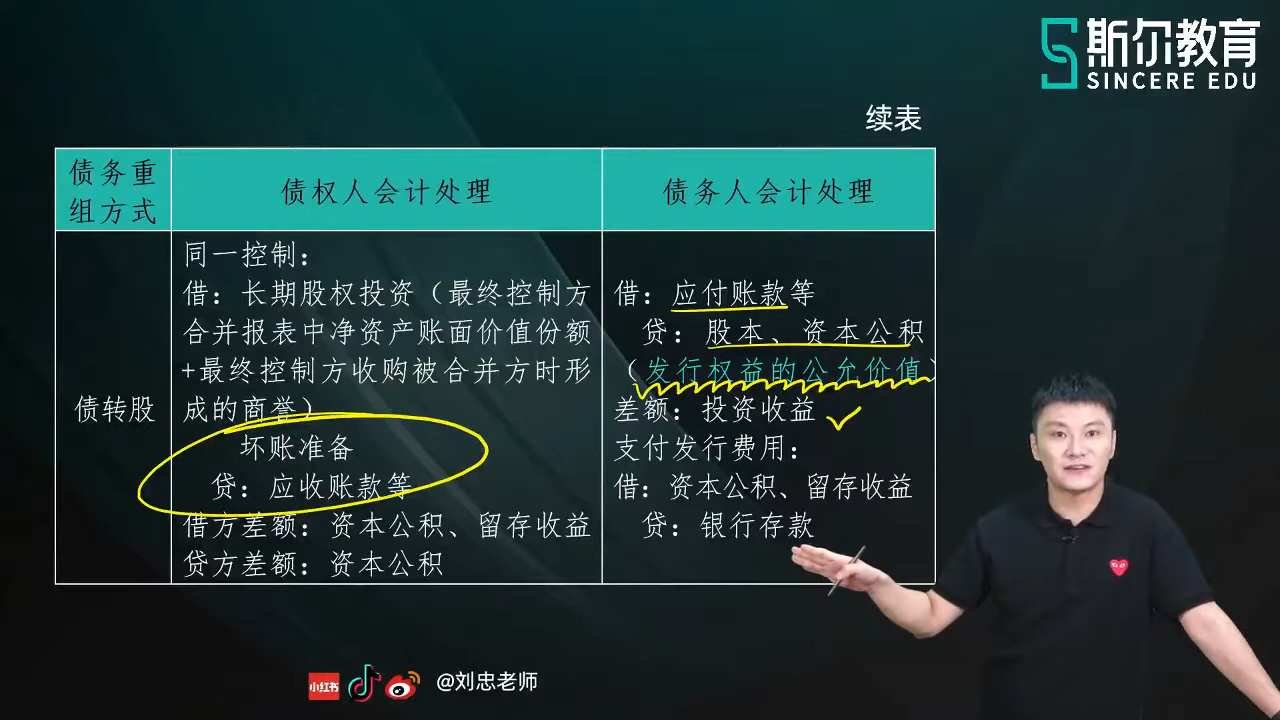 斯尔教育
SINCERE EDU
续表
债务重
组方式
债权人会计处理
债务人会计处理
债转股
同一控制：
借：长期股权投资（最终控制方
合并报表中净资产账面价值份额
+最终控制方收购被合并方时形
成的商誉）
坏账准备
贷：应收账款等
借方差额：资本公积、留存收益
贷方差额：资本公积
借：应付账款等
贷：股本、资本公积
（发行权益的公允价值）
差额：投资收益
支付发行费用：
借：资本公积、留存收益
贷：银行存款
小红书
@刘忠老师